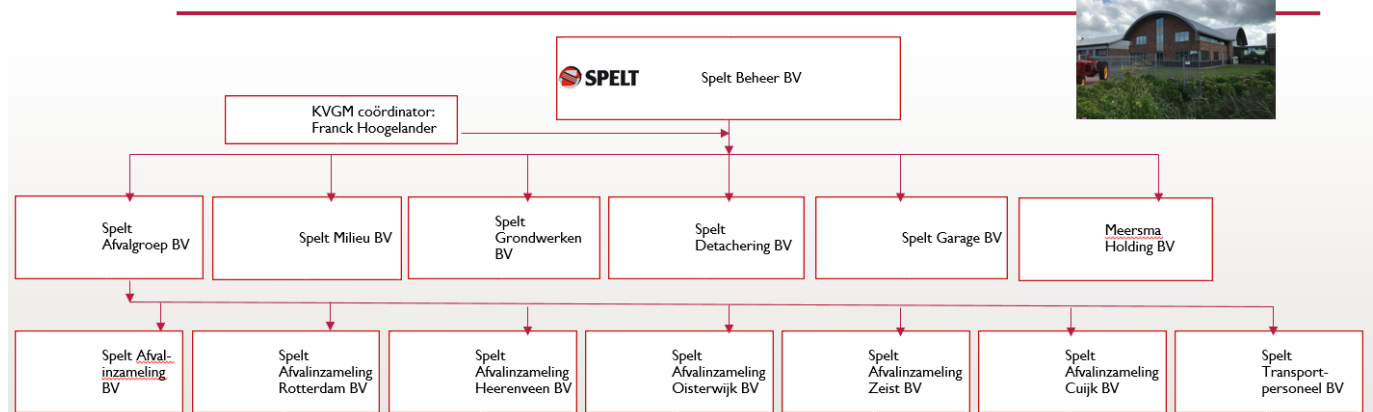 SPELT
Spelt Beheer BV
KVGM coördinator:
Franck Hoogelander
Spelt
Afvalgroep BV
Spelt Milieu BV
Spelt
Grondwerken
BV
Spelt
Detachering BV
Spelt Garage BV
Meersma
Holding BV
Spelt Afval-
inzameling
BV
Spelt
Afvalinzameling
Rotterdam BV
Spelt
Afvalinzameling
Heerenveen BV
Spelt
Afvalinzameling
Oisterwijk BV
Spelt
Afvalinzameling
Zeist BV
Spelt
Afvalinzameling
Cuijk BV
Spelt
Transport-
personeel BV